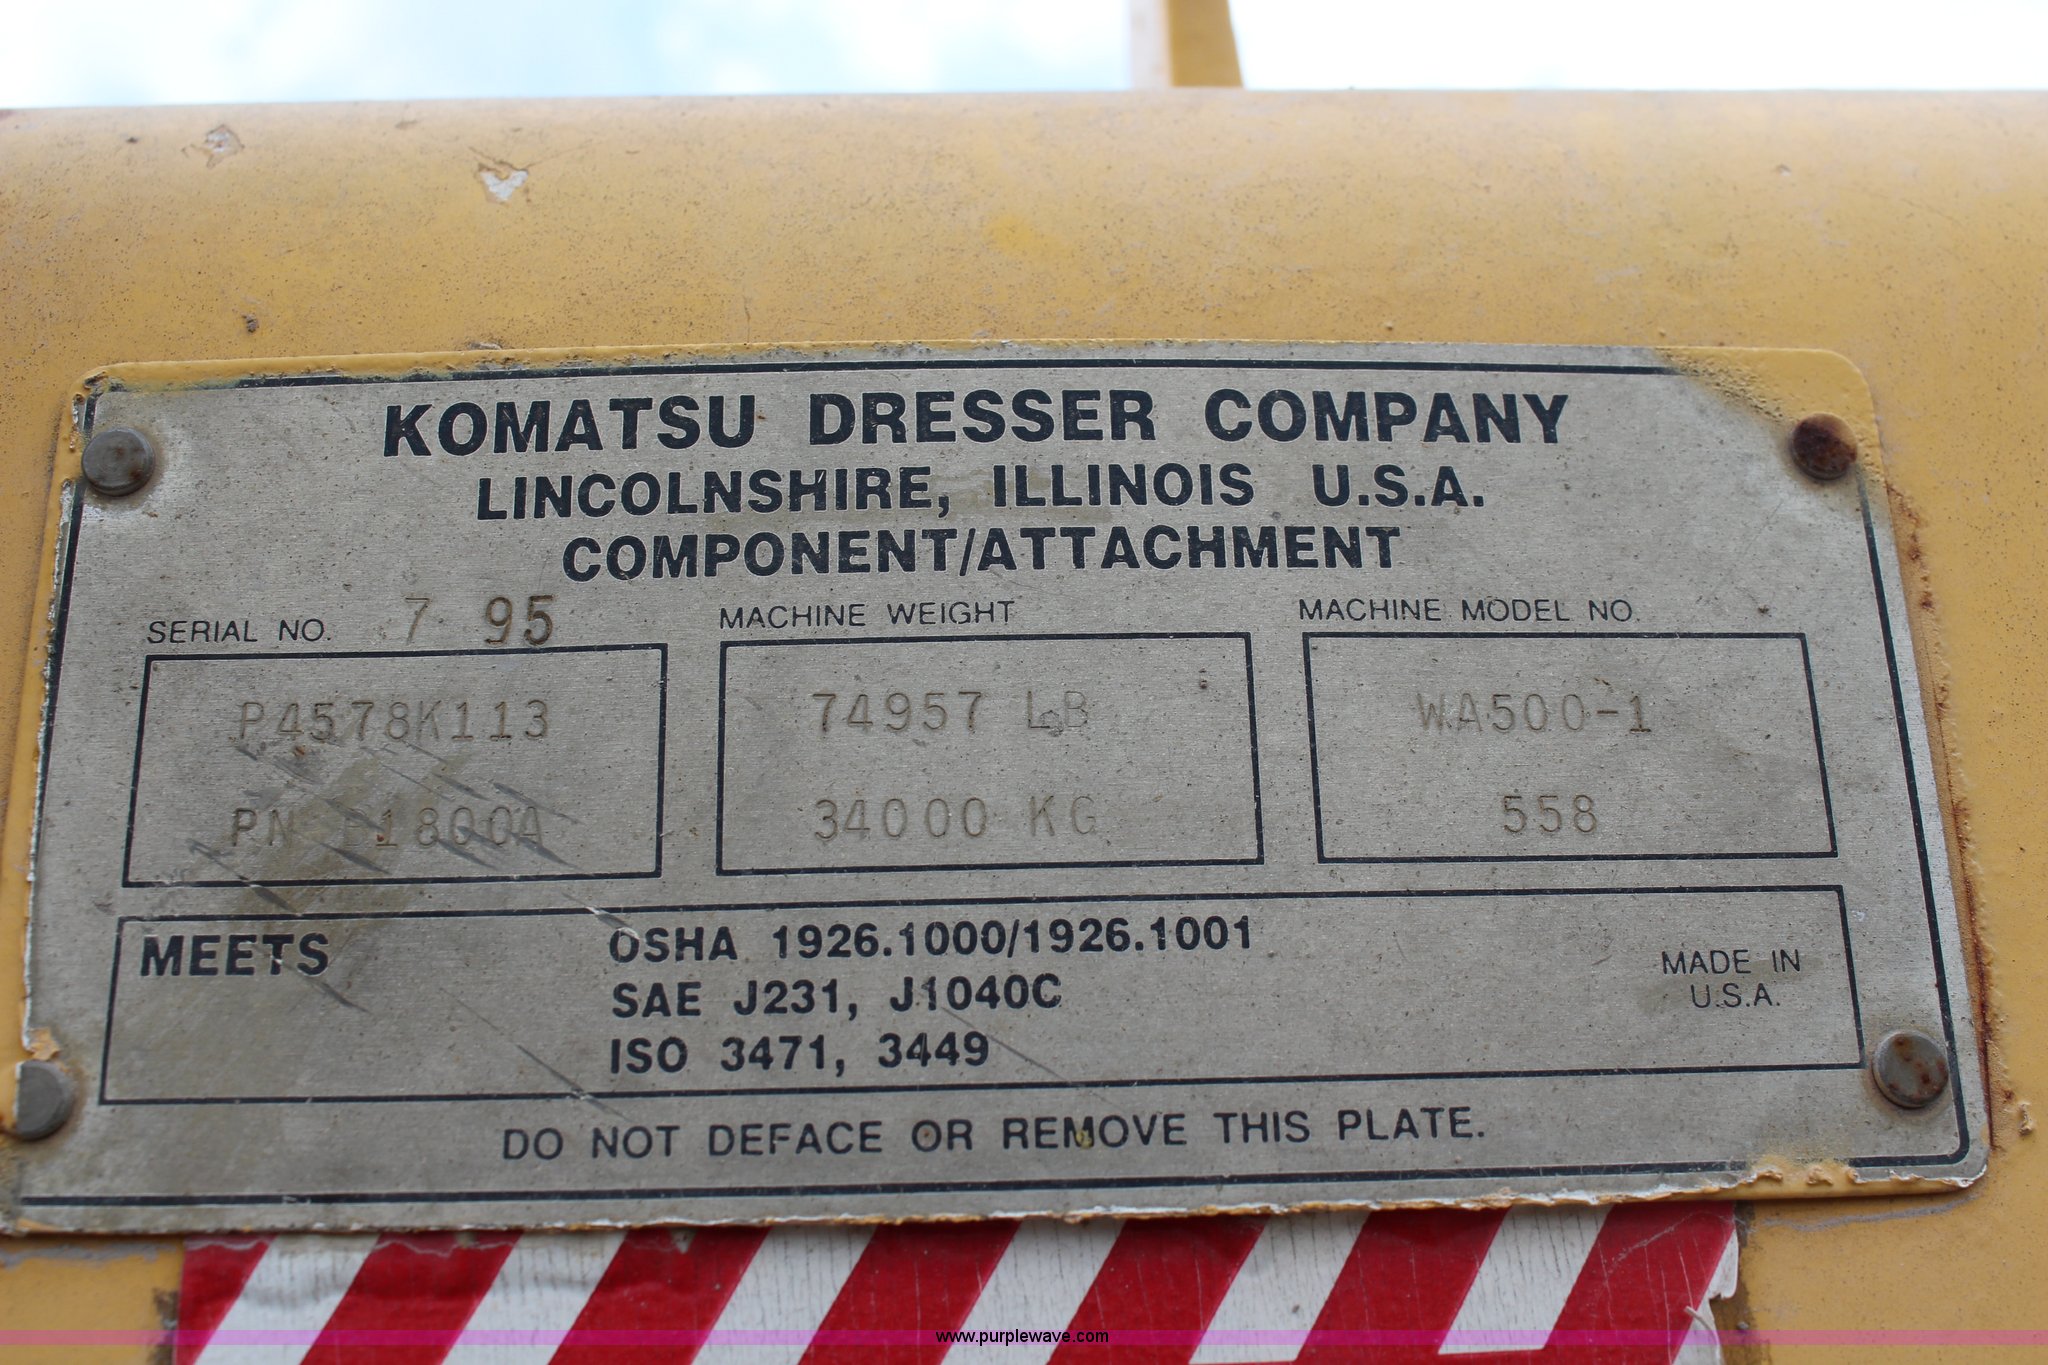 KOMATSU DRESSER COMPANY
LINCOLNSHIRE, ILLINOIS U.S.A.
COMPONENT/ATTACHMENT
SERIAL NO. 7 95
P4578K113
PN P1800A
MACHINE WEIGHT
74957 LB
34000 KG
MACHINE MODEL NO.
WA500-1
558
MEETS
OSHA 1926.1000/1926.1001
SAE J231, J1040C
ISO 3471, 3449
MADE IN
U.S.A.
DO NOT DEFACE OR REMOVE THIS PLATE.
www.purplewave.com